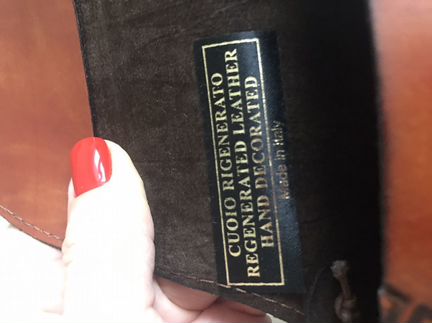 CUOIO RIGENERATO
REGENERATED LEATHER
HAND DECORATED
Made in Italy